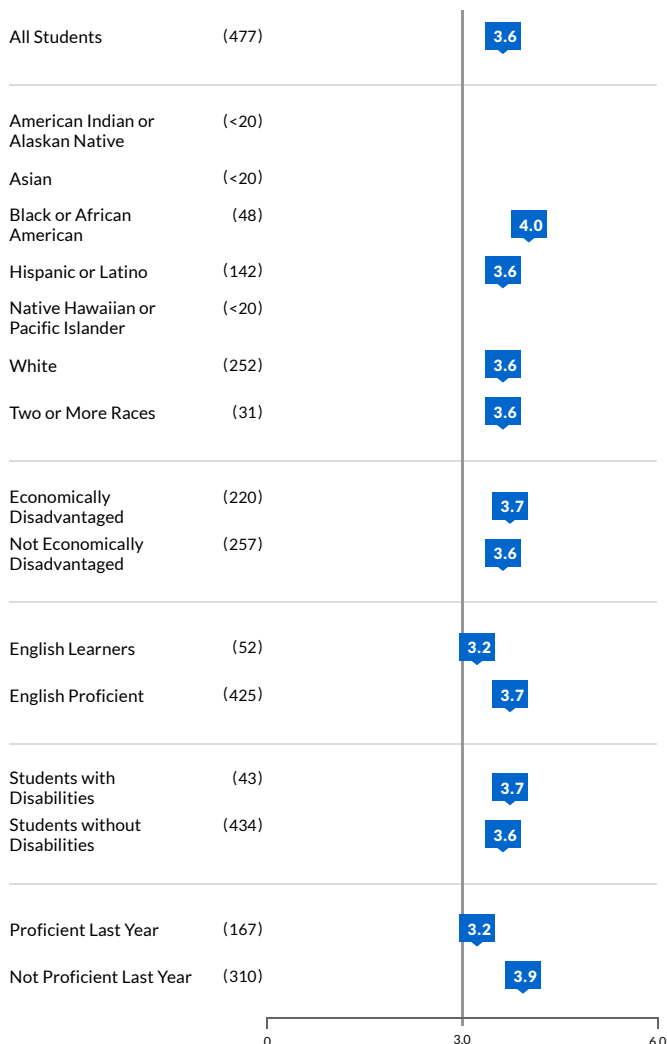 All Students (477) 3.6
American Indian or (<20)
Alaskan Native
Asian (<20)
Black or African (48) 4.0
American
Hispanic or Latino (142) 3.6
Native Hawaiian or (<20)
Pacific Islander
White (252) 3.6
Two or More Races (31) 3.6
Economically (220) 3.7
Disadvantaged
Not Economically (257) 3.6
Disadvantaged
English Learners (52) 3.2
English Proficient (425) 3.7
Students with (43) 3.7
Disabilities
Students without (434) 3.6
Disabilities
Proficient Last Year (167) 3.2
Not Proficient Last Year (310) 3.9
0 3.0 6.0